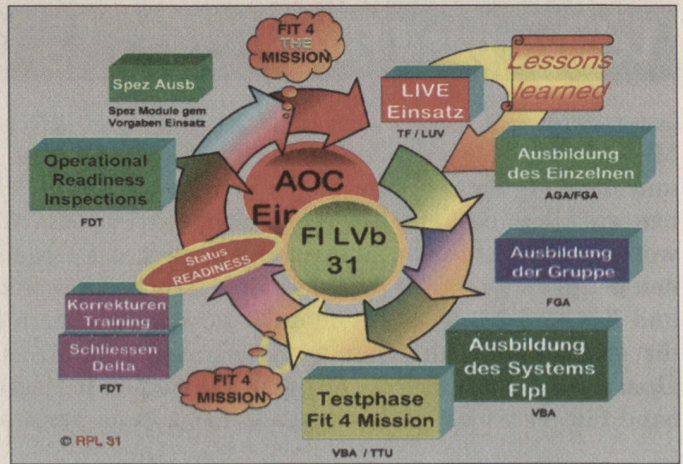 FIT 4
THE
MISSION
Lessons
learned
Spez Ausb
Spez Module gem
Vorgaben Einsatz
LIVE
Einsatz
TF / LUV
Operational
Readiness
Inspections
FDT
AOC
Ausbildung
des Einzelnen
AGA/FGA
FI LVb
31
Status
READINESS
Ausbildung
der Gruppe
FGA
Korrekturen
Training
Schliessen
Delta
FDT
Ausbildung
des Systems
Flpl
VBA
FIT 4
MISSION
Testphase
Fit 4 Mission
VBA / TTU
© RPL 31